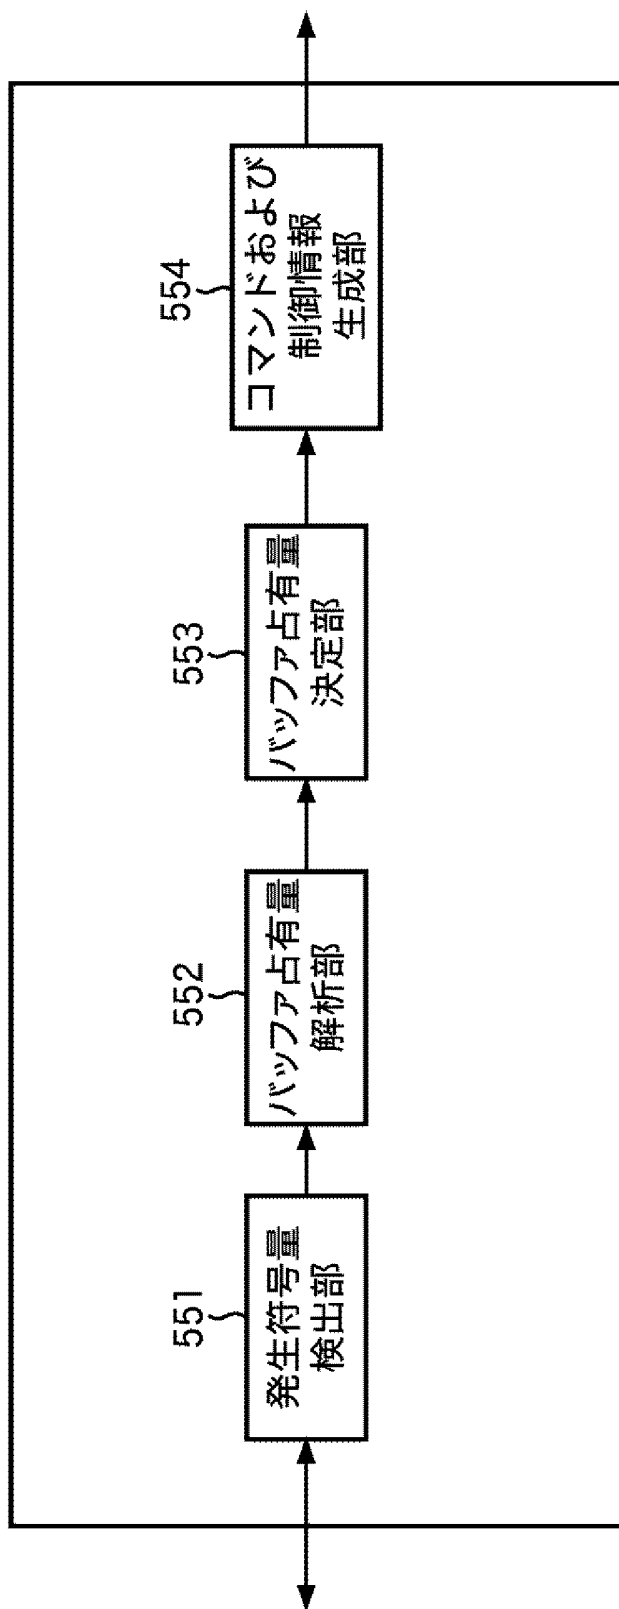 551
発生符号量
検出部
552
バッファ占有量
解析部
553
バッファ占有量
決定部
554
コマンドおよび
制御情報
生成部